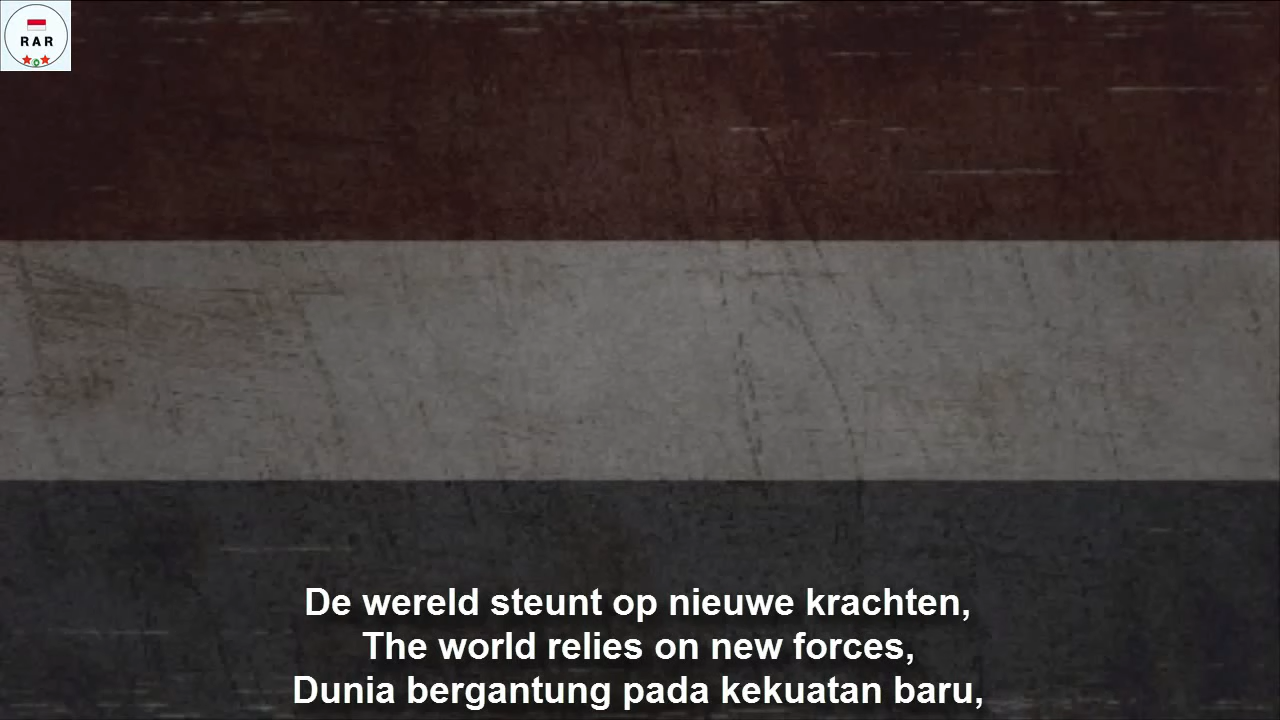 RAR
De wereld steunt op nieuwe krachten,
The world relies on new forces,
Dunia bergantung pada kekuatan baru,